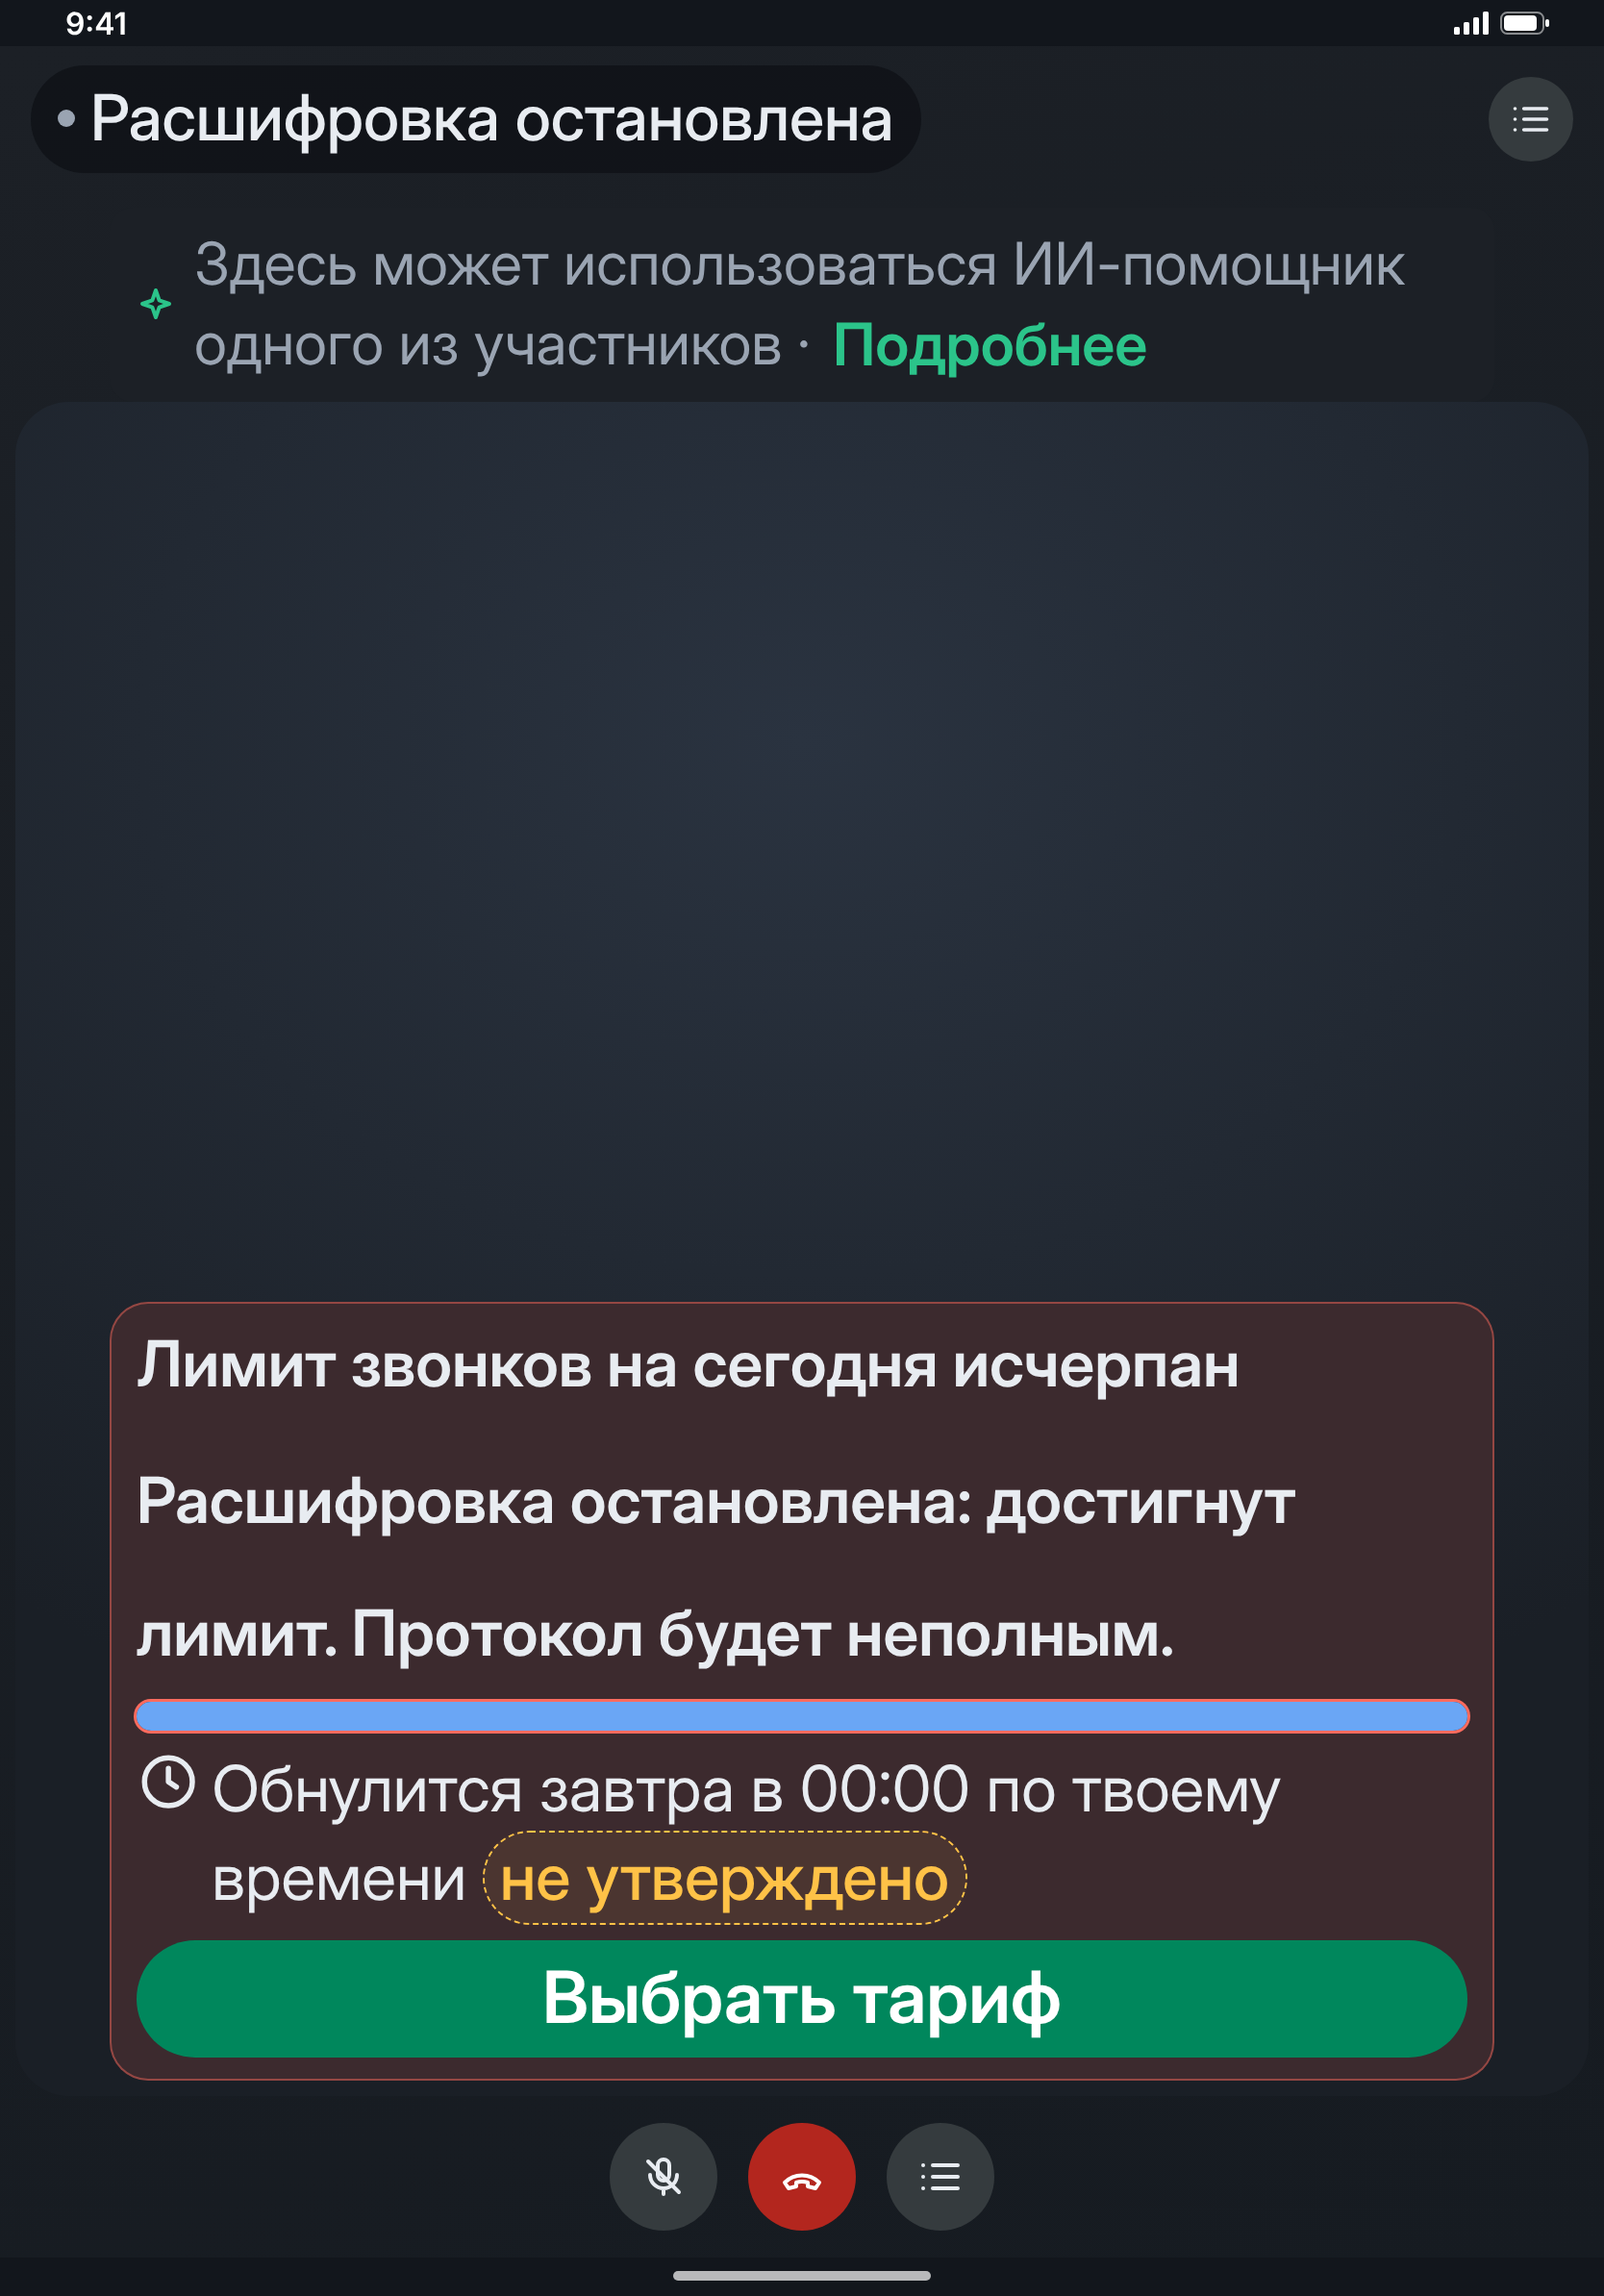 9:41
Расшифровка остановлена
Здесь может использоваться ИИ-помощник
одного из участников · Подробнее
Лимит звонков на сегодня исчерпан
Расшифровка остановлена: достигнут
лимит. Протокол будет неполным.
Обнулится завтра в 00:00 по твоему
времени не утверждено
Выбрать тариф